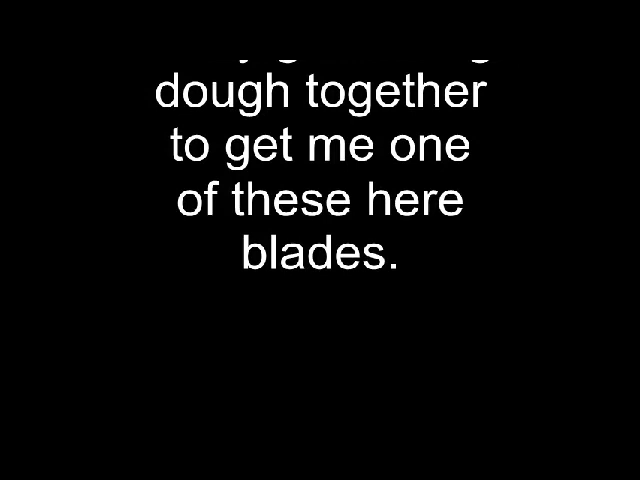 dough together
to get me one
of these here
blades.